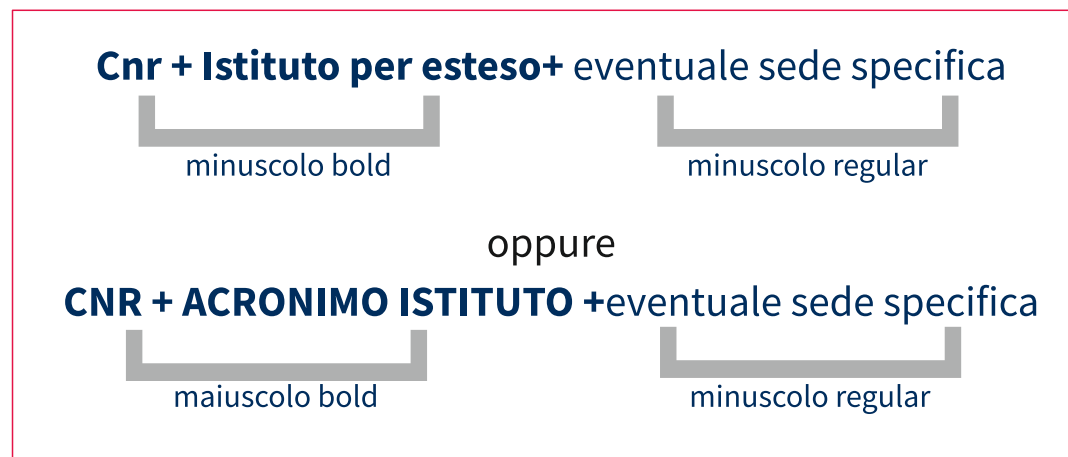 Cnr + Istituto per esteso+ eventuale sede specifica
minuscolo bold minuscolo regular
oppure
CNR + ACRONIMO ISTITUTO +eventuale sede specifica
maiuscolo bold minuscolo regular